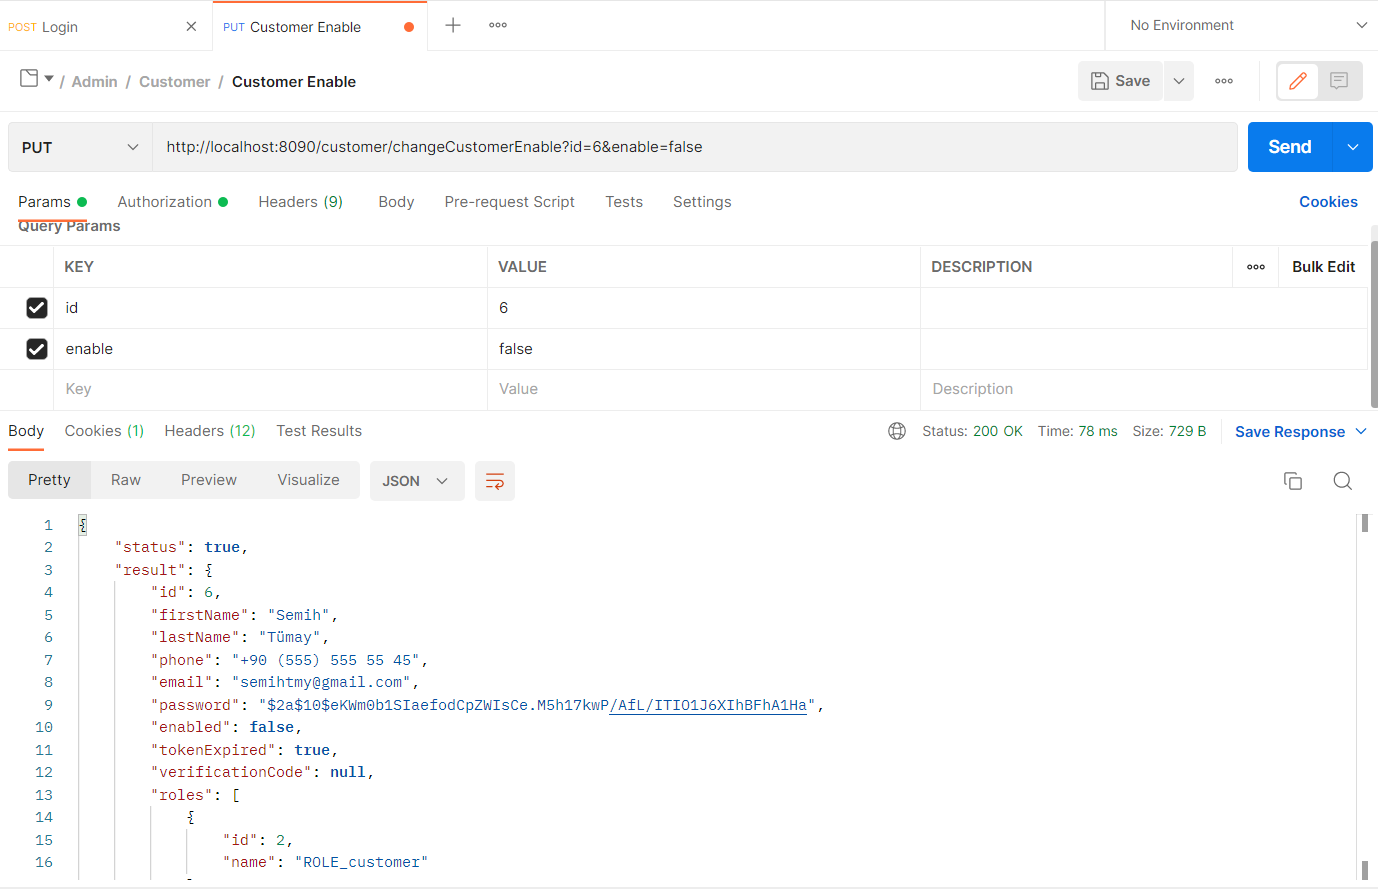 POST Login
PUT Customer Enable
No Environment
/ Admin / Customer / Customer Enable
Save
PUT
http://localhost:8090/customer/changeCustomerEnable?id=6&enable=false
Send
Params
Authorization
Headers (9)
Body
Pre-request Script
Tests
Settings
Cookies
Query Params
KEY VALUE DESCRIPTION
Bulk Edit
id 6
enable false
Key Value Description
Body
Cookies (1)
Headers (12)
Test Results
Status: 200 OK Time: 78 ms Size: 729 B
Save Response
Pretty Raw Preview Visualize
JSON
1 {
2 "status": true,
3 "result": {
4 "id": 6,
5 "firstName": "Semih",
6 "lastName": "Tümay",
7 "phone": "+90 (555) 555 55 45",
8 "email": "semihtmy@gmail.com",
9 "password": "$2a$10$eKWm0b1SIaefodCpZWIsCe.M5h17kwP/AfL/ITIO1J6XIhBFhA1Ha",
10 "enabled": false,
11 "tokenExpired": true,
12 "verificationCode": null,
13 "roles": [
14 {
15 "id": 2,
16 "name": "ROLE_customer"